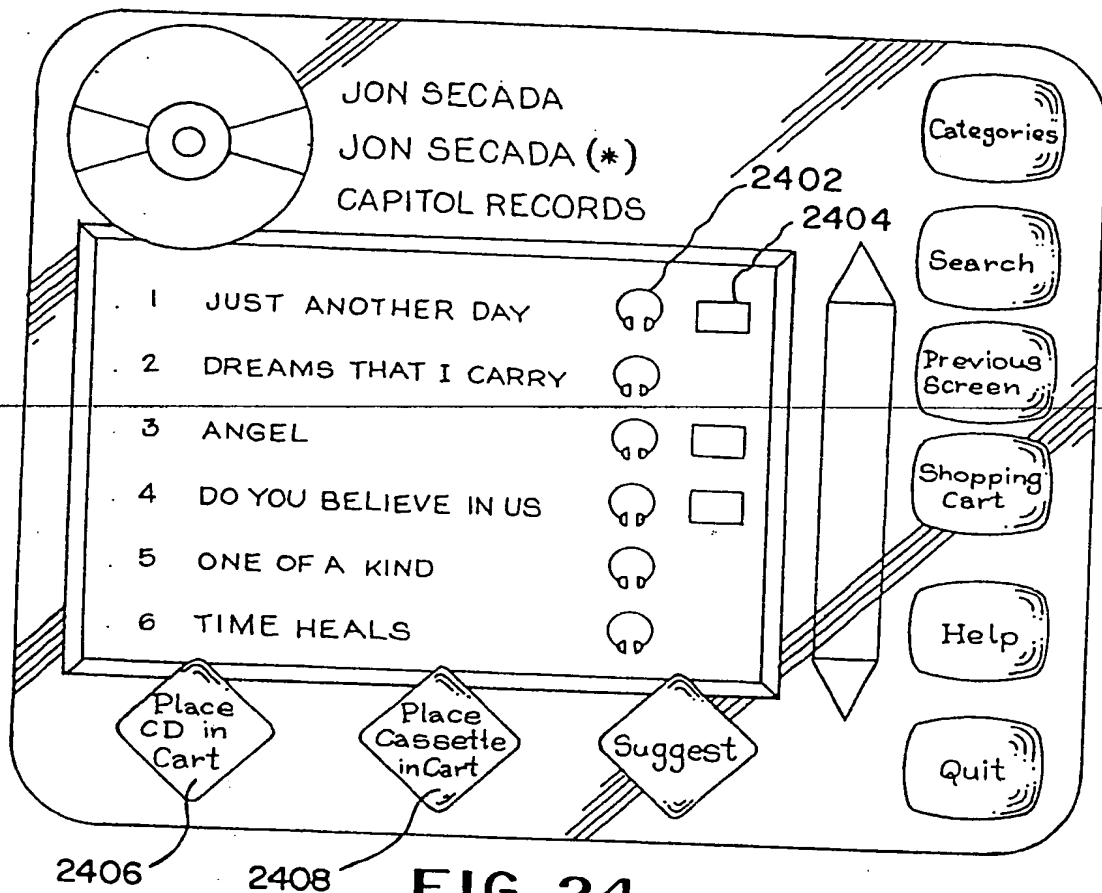 JON SECADA
JON SECADA (*)
CAPITOL RECORDS
2402
2404
1 JUST ANOTHER DAY
2 DREAMS THAT I CARRY
3 ANGEL
4 DO YOU BELIEVE IN US
5 ONE OF A KIND
6 TIME HEALS
Categories
Search
Previous
Screen
Shopping
Cart
Help
Quit
Place
CD in
Cart
Place
Cassette
in Cart
Suggest
2406
2408
FIG. 24